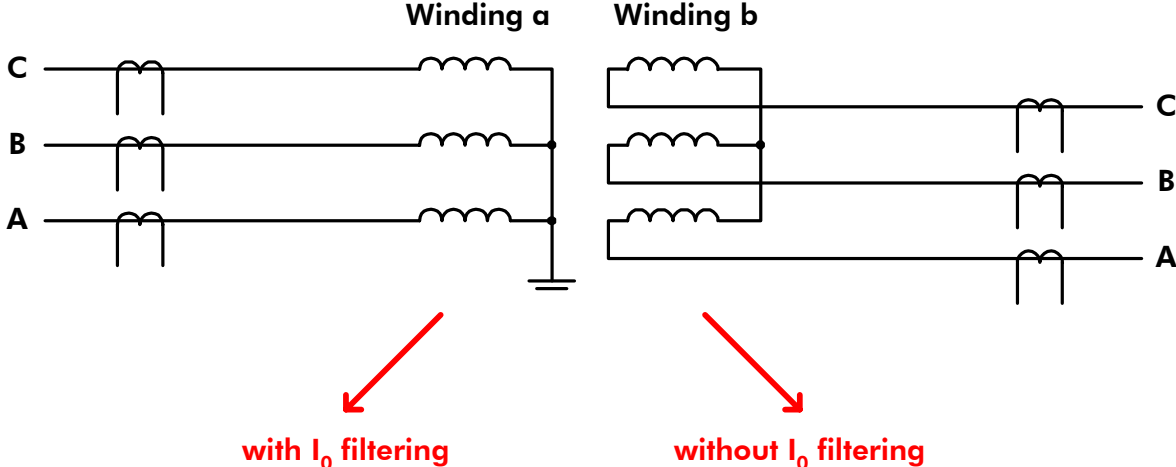 Winding a Winding b
C
C
B
B
A
A
with I₀ filtering without I₀ filtering